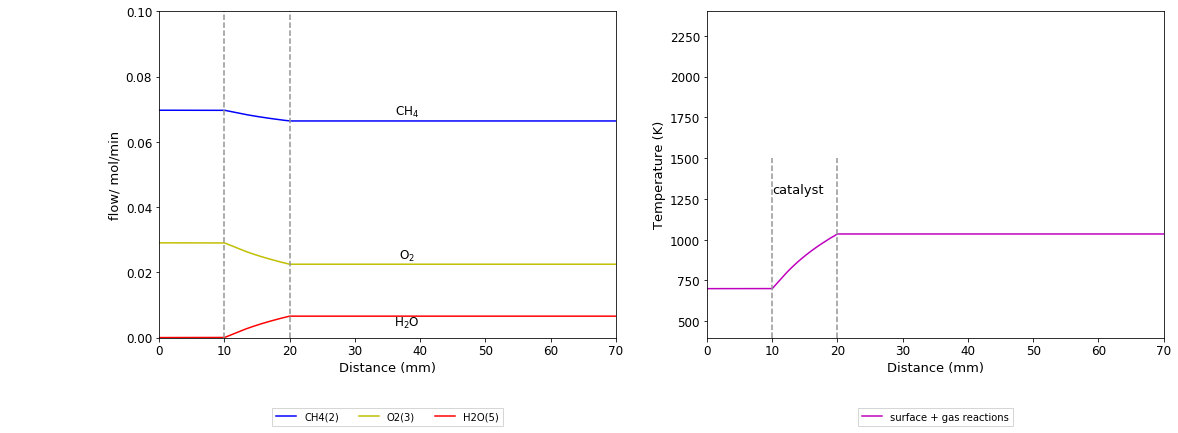 0.10
0.08
0.06
0.04
0.02
0.00
flow/ mol/min
CH₄
O₂
H₂O
0 10 20 30 40 50 60 70
Distance (mm)
CH4(2) O2(3) H2O(5)
2250
2000
1750
1500
1250
1000
750
500
Temperature (K)
catalyst
0 10 20 30 40 50 60 70
Distance (mm)
surface + gas reactions